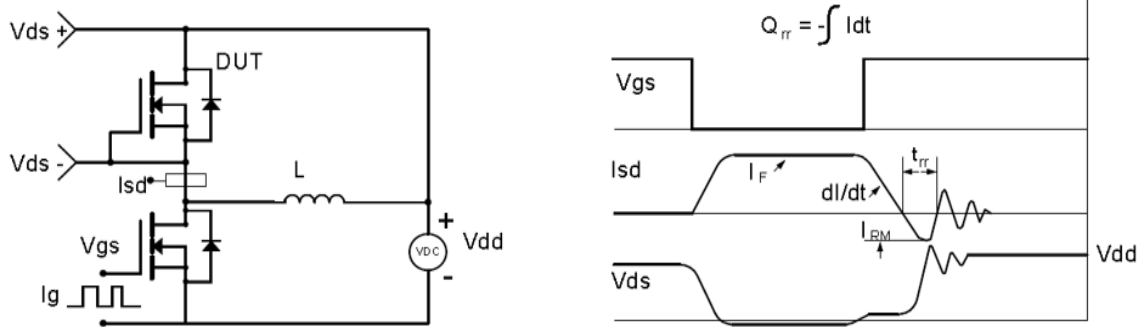 Vds +
DUT
Vds -
Isd
L
Vgs
+
VDC
Vdd
-
Ig
Q rr = -∫ Idt
Vgs
Isd
I F
dI/dt
t rr
I RM
Vds
Vdd